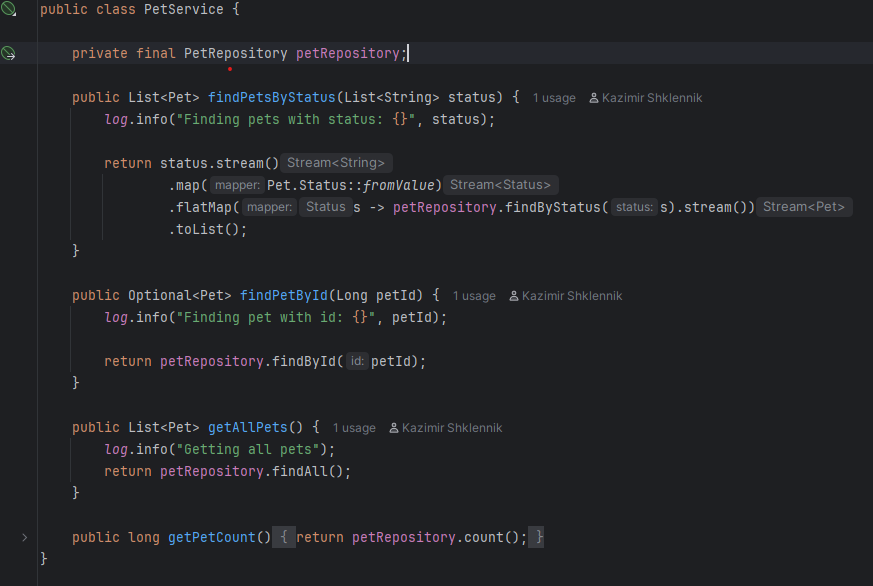 public class PetService {
private final PetRepository petRepository;
public List<Pet> findPetsByStatus(List<String> status) { 1 usage Kazimir Shklennik
log.info("Finding pets with status: {}", status);
return status.stream() Stream<String>
.map( mapper: Pet.Status::fromValue) Stream<Status>
.flatMap( mapper: Status s -> petRepository.findByStatus( status: s).stream()) Stream<Pet>
.toList();
}
public Optional<Pet> findPetById(Long petId) { 1 usage Kazimir Shklennik
log.info("Finding pet with id: {}", petId);
return petRepository.findById( id: petId);
}
public List<Pet> getAllPets() { 1 usage Kazimir Shklennik
log.info("Getting all pets");
return petRepository.findAll();
}
public long getPetCount() { return petRepository.count(); }
}